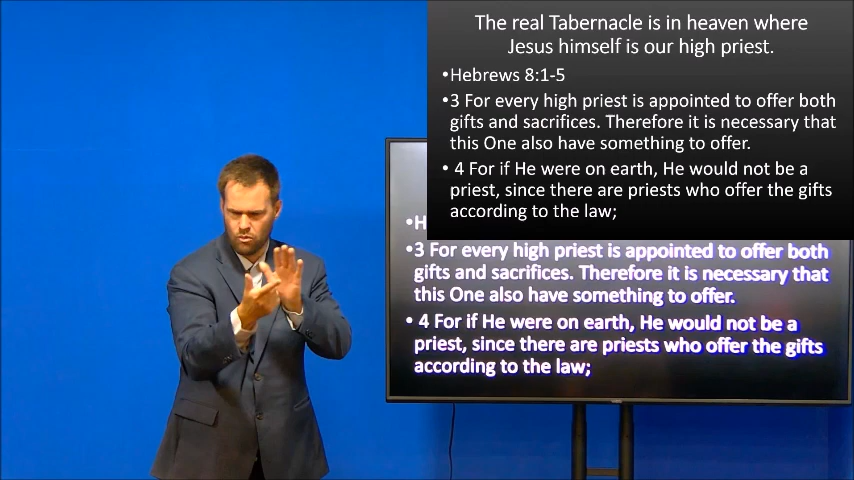 The real Tabernacle is in heaven where
Jesus himself is our high priest.
•Hebrews 8:1-5
•3 For every high priest is appointed to offer both
gifts and sacrifices. Therefore it is necessary that
this One also have something to offer.
• 4 For if He were on earth, He would not be a
priest, since there are priests who offer the gifts
according to the law;
•H
•3 For every high priest is appointed to offer both
gifts and sacrifices. Therefore it is necessary that
this One also have something to offer.
• 4 For if He were on earth, He would not be a
priest, since there are priests who offer the gifts
according to the law;